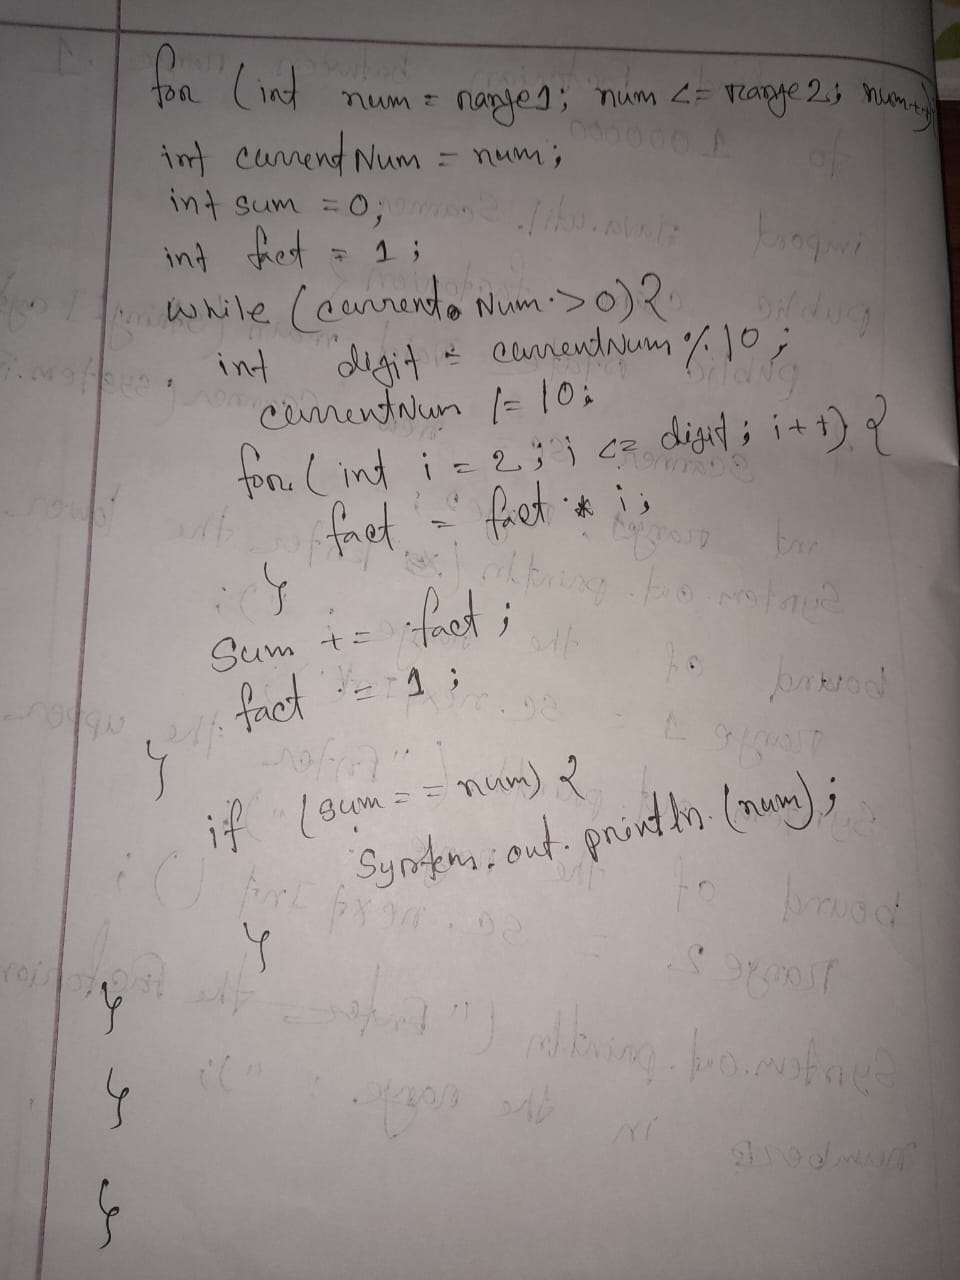 for (int num = range1; num <= range2; num++)
int currentNum = num;
int sum = 0;
int fact = 1;
while (currentNum > 0) {
int digit = currentNum % 10;
currentNum /= 10;
for (int i = 2; i <= digit; i++) {
fact = fact * i;
}
Sum += fact;
fact = 1;
}
if (sum == num) {
System.out.println (num);
}
}
}
}